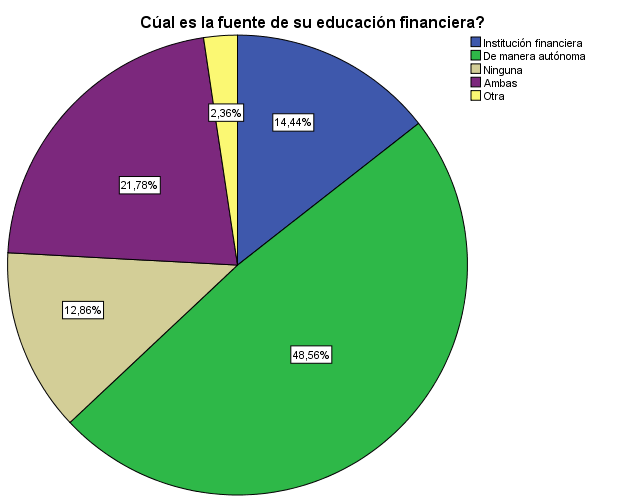 Cúal es la fuente de su educación financiera?
Institución financiera
De manera autónoma
Ninguna
Ambas
Otra
2,36%
14,44%
21,78%
12,86%
48,56%